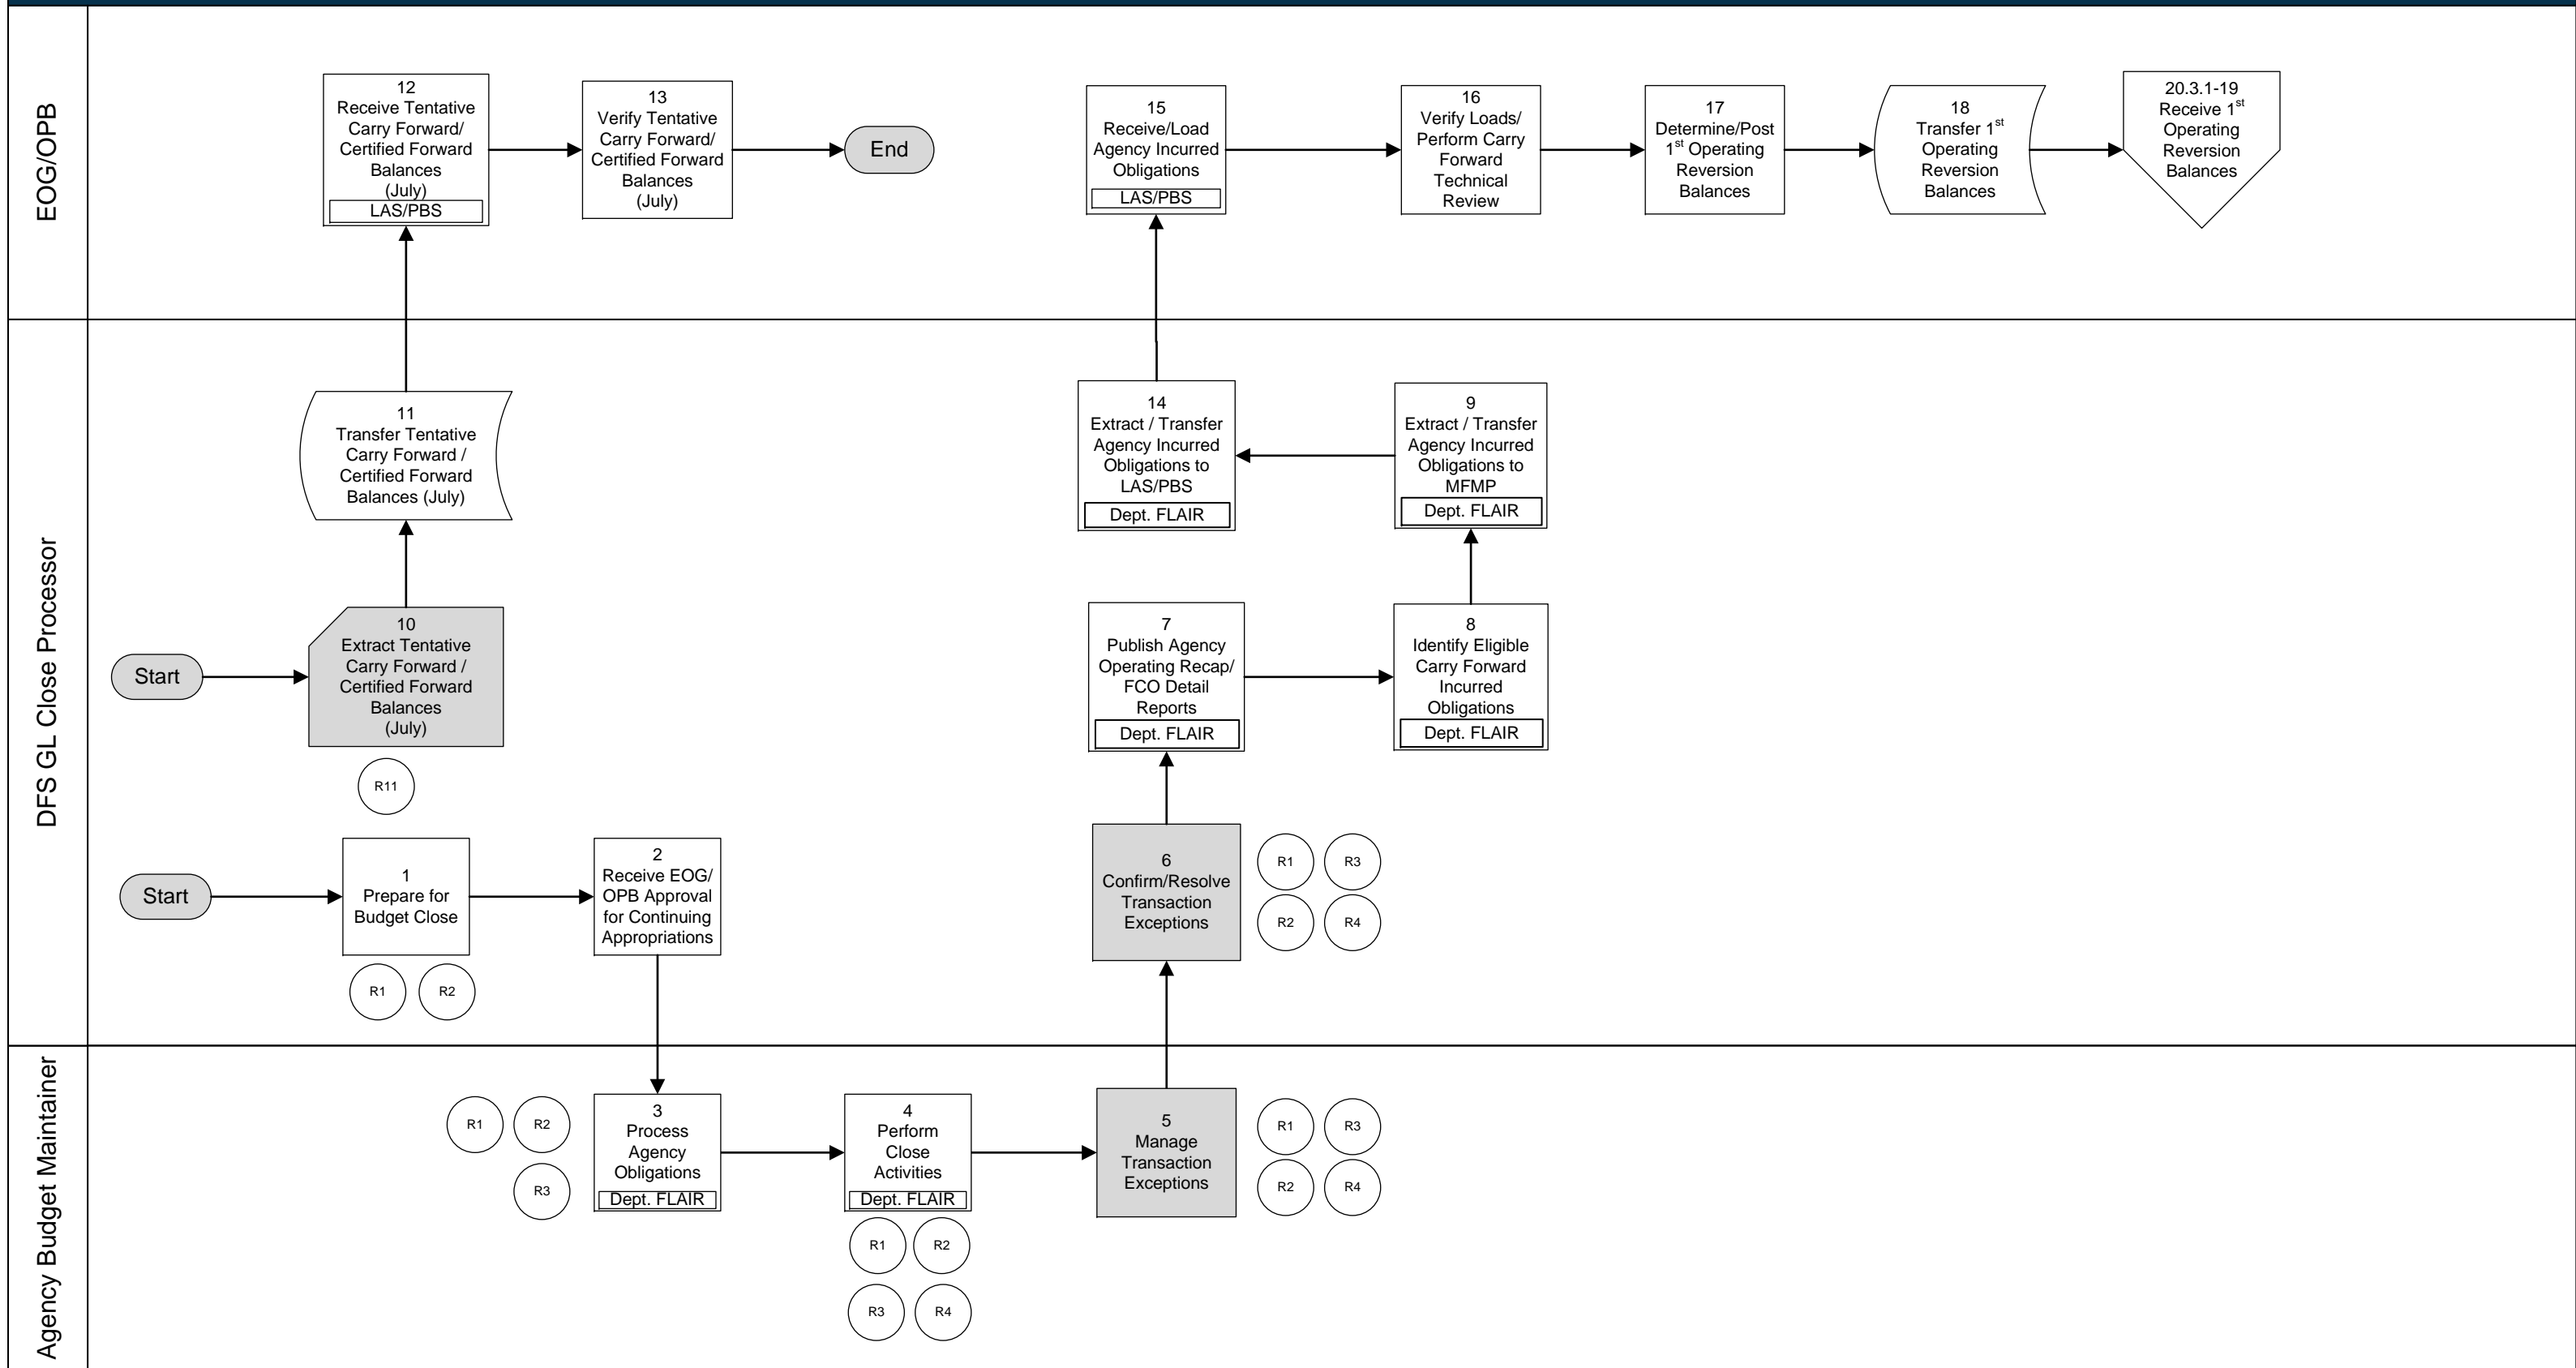 EOG/OPB
12
Receive Tentative
Carry Forward/
Certified Forward
Balances
(July)
LAS/PBS
13
Verify Tentative
Carry Forward/
Certified Forward
Balances
(July)
End
15
Receive/Load
Agency Incurred
Obligations
LAS/PBS
16
Verify Loads/
Perform Carry
Forward
Technical
Review
17
Determine/Post
1st Operating
Reversion
Balances
18
Transfer 1st
Operating
Reversion
Balances
20.3.1-19
Receive 1st
Operating
Reversion
Balances
DFS GL Close Processor
11
Transfer Tentative
Carry Forward /
Certified Forward
Balances (July)
14
Extract / Transfer
Agency Incurred
Obligations to
LAS/PBS
Dept. FLAIR
9
Extract / Transfer
Agency Incurred
Obligations to
MFMP
Dept. FLAIR
Start
10
Extract Tentative
Carry Forward /
Certified Forward
Balances
(July)
R11
7
Publish Agency
Operating Recap/
FCO Detail
Reports
Dept. FLAIR
8
Identify Eligible
Carry Forward
Incurred
Obligations
Dept. FLAIR
Start
1
Prepare for
Budget Close
R1
R2
2
Receive EOG/
OPB Approval
for Continuing
Appropriations
6
Confirm/Resolve
Transaction
Exceptions
R1
R3
R2
R4
Agency Budget Maintainer
R1
R2
R3
3
Process
Agency
Obligations
Dept. FLAIR
4
Perform
Close
Activities
Dept. FLAIR
R1
R2
R3
R4
5
Manage
Transaction
Exceptions
R1
R3
R2
R4